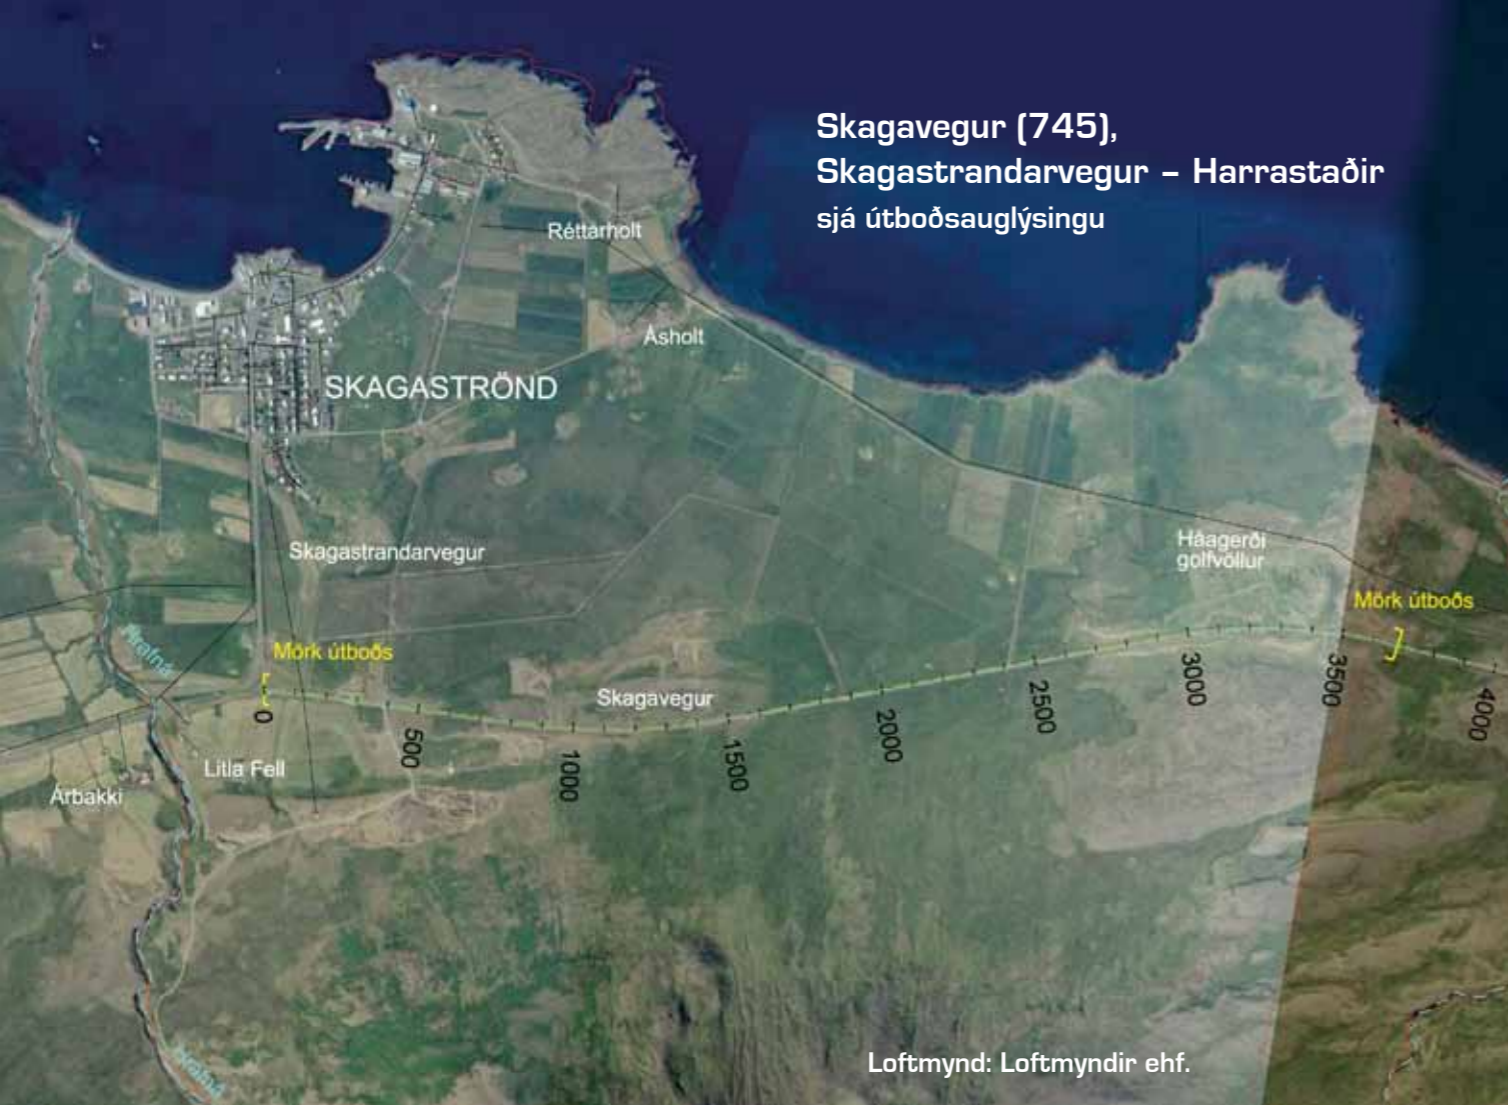 Skagavegur (745),
Skagastrandarvegur – Harrastaðir
sjá útboðsauglýsingu
Réttarholt
Ásholt
SKAGASTRÖND
Skagastrandarvegur
Háagerði
golfvöllur
Mörk útboðs
Hrafná
Mörk útboðs
Skagavegur
0
500
1000
1500
2000
2500
3000
3500
4000
Litla Fell
Árbakki
Hrafná
Loftmynd: Loftmyndir ehf.